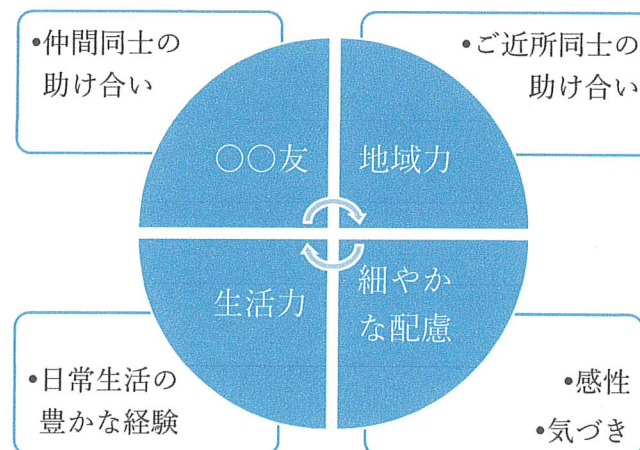 •仲間同士の
助け合い
•ご近所同士の
助け合い
〇〇友
地域力
生活力
細やか
な配慮
•日常生活の
豊かな経験
•感性
•気づき